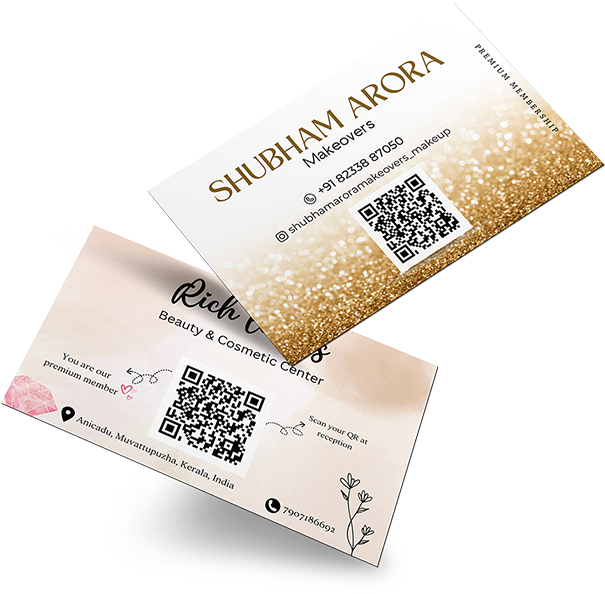 PREMIUM MEMBERSHIP
SHUBHAM ARORA
Makeovers
+91 82338 87050
shubhamaroramakeovers_makeup
Rich
Beauty & Cosmetic Center
You are our
premium member
Scan your QR at
reception
Anicadu, Muvattupuzha, Kerala, India
7907186692